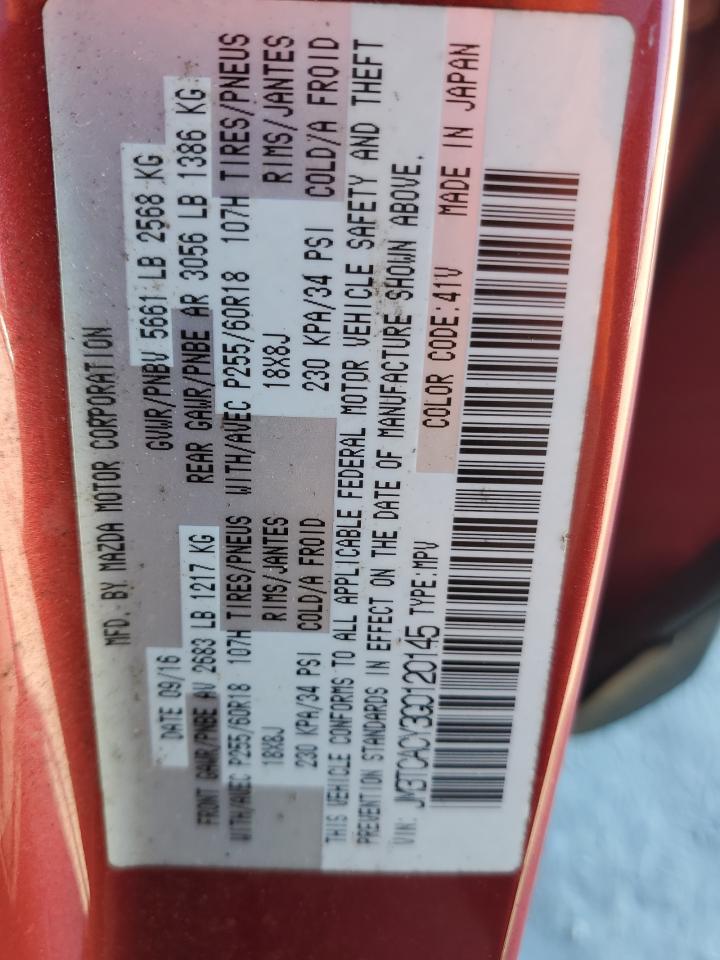 MFD. BY MAZDA MOTOR CORPORATION
DATE 09/16 GVWR/PNBV 5661 LB 2568 KG
FRONT GAWR/PNBE AV 2683 LB 1217 KG REAR GAWR/PNBE AR 3056 LB 1386 KG
WITH/AVEC P255/60R18 107H TIRES/PNEUS WITH/AVEC P255/60R18 107H TIRES/PNEUS
18X8J RIMS/JANTES 18X8J RIMS/JANTES
230 KPA/34 PSI COLD/A FROID 230 KPA/34 PSI COLD/A FROID
THIS VEHICLE CONFORMS TO ALL APPLICABLE FEDERAL MOTOR VEHICLE SAFETY AND THEFT
PREVENTION STANDARDS IN EFFECT ON THE DATE OF MANUFACTURE SHOWN ABOVE.
VIN: JM3TCACY3G0120145 TYPE: MPV COLOR CODE: 41V MADE IN JAPAN